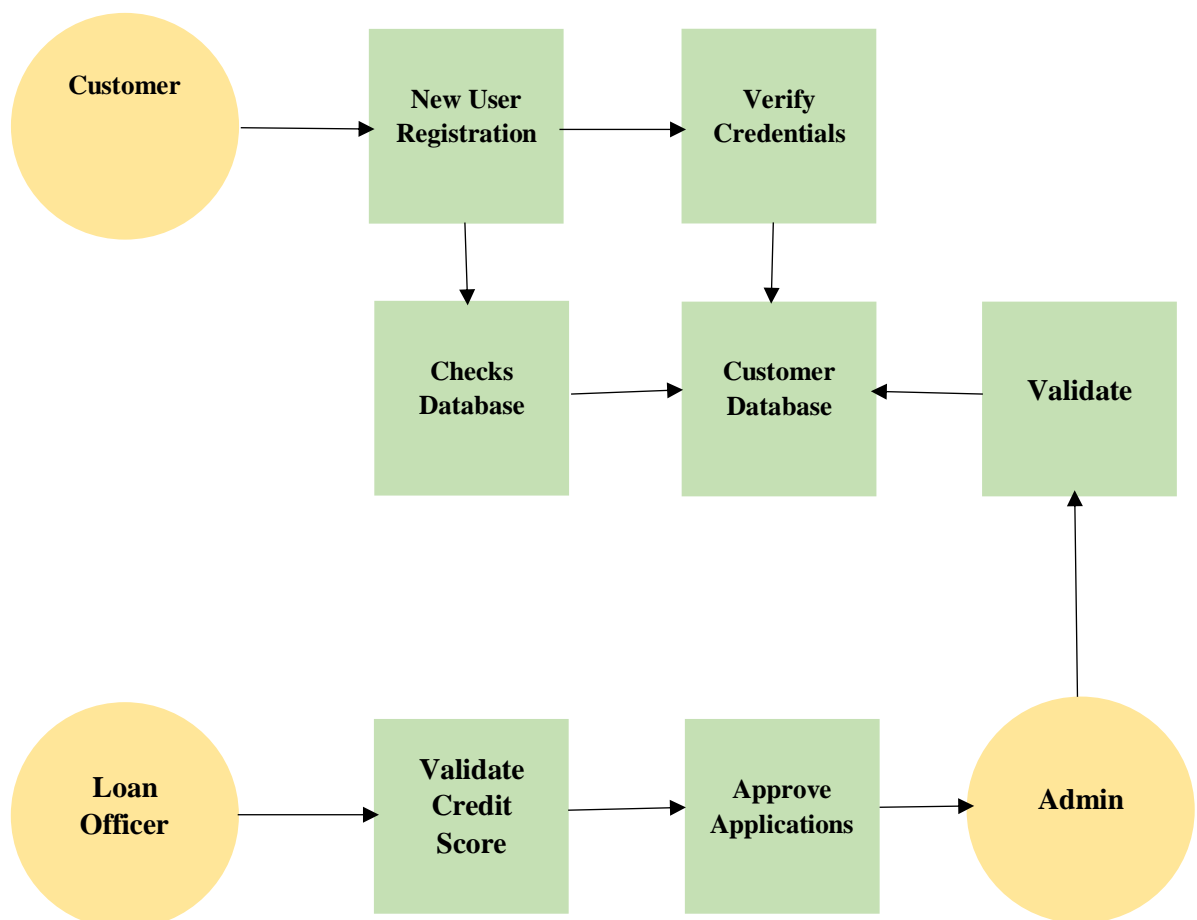 Customer
New User
Registration
Verify
Credentials
Checks
Database
Customer
Database
Validate
Loan
Officer
Validate
Credit
Score
Approve
Applications
Admin